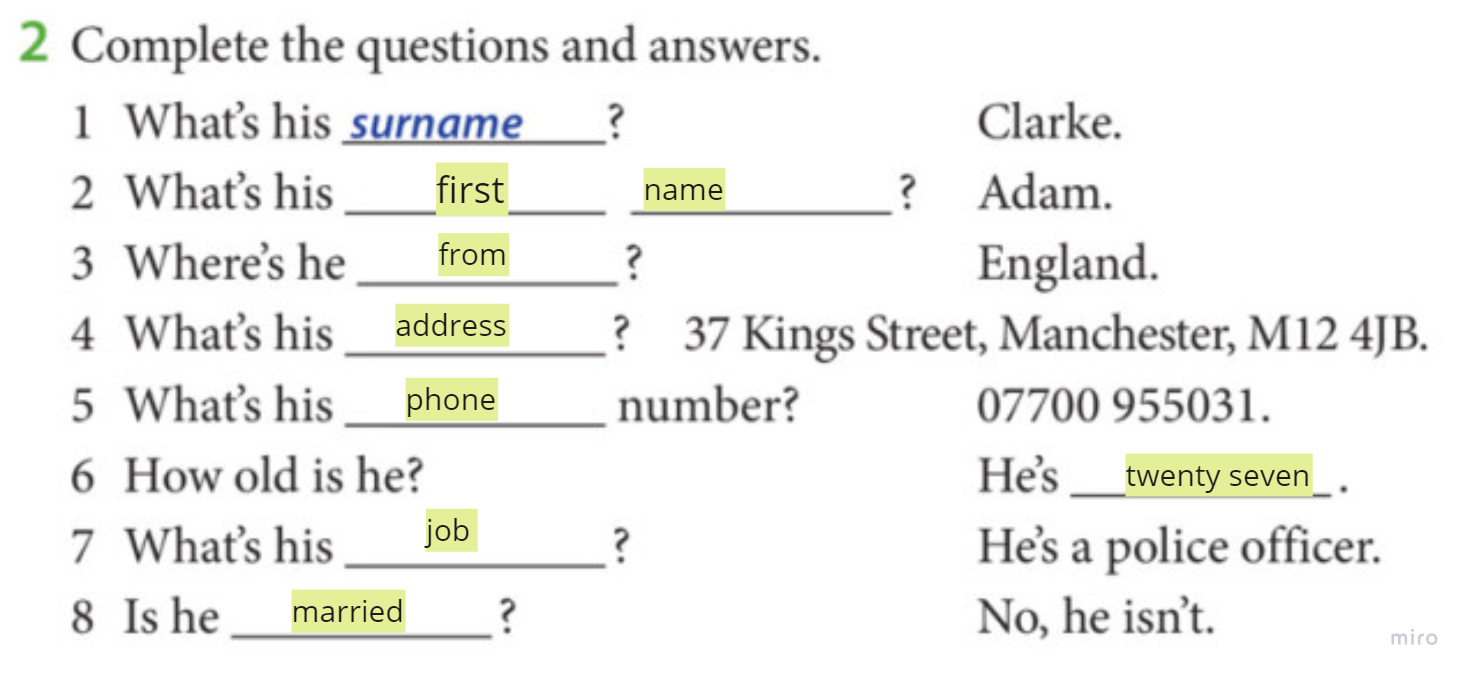 2 Complete the questions and answers.
1 What's his surname ? Clarke.
2 What's his first name ? Adam.
3 Where's he from ? England.
4 What's his address ? 37 Kings Street, Manchester, M12 4JB.
5 What's his phone number? 07700 955031.
6 How old is he? He's twenty seven .
7 What's his job ? He's a police officer.
8 Is he married ? No, he isn't.
miro